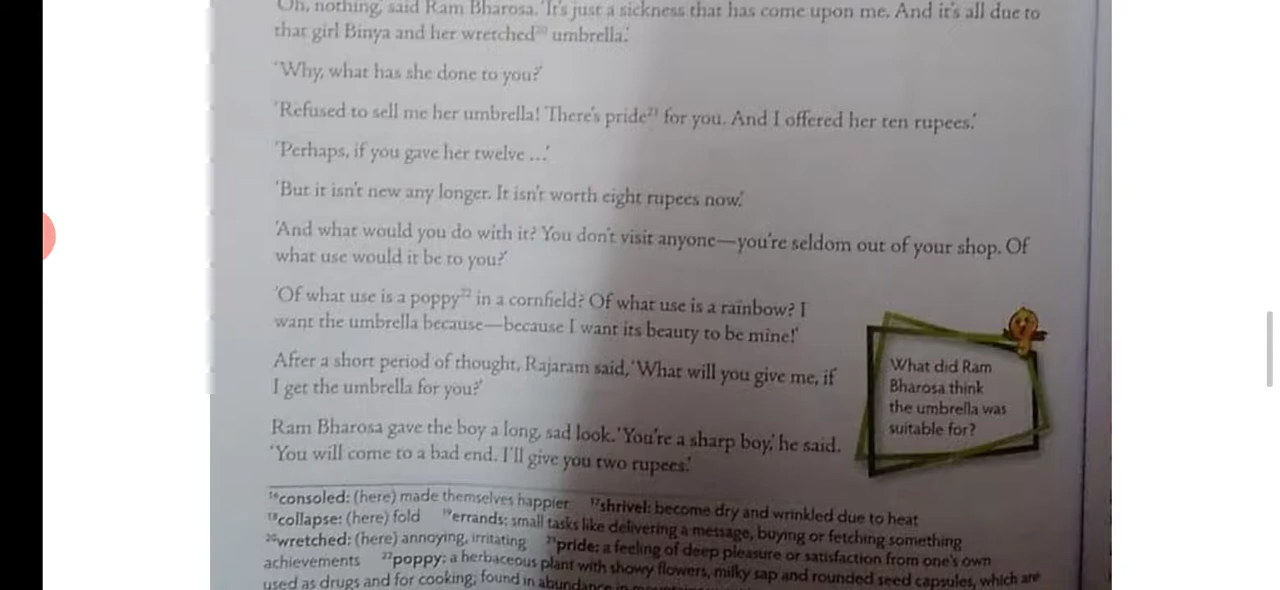 'Oh, nothing,' said Ram Bharosa. 'It's just a sickness that has come upon me. And it's all due to
that girl Binya and her wretched²⁰ umbrella.'
'Why, what has she done to you?'
'Refused to sell me her umbrella! There's pride²¹ for you. And I offered her ten rupees.'
'Perhaps, if you gave her twelve ...'
'But it isn't new any longer. It isn't worth eight rupees now.'
'And what would you do with it? You don't visit anyone—you're seldom out of your shop. Of
what use would it be to you?'
'Of what use is a poppy²² in a cornfield? Of what use is a rainbow? I
want the umbrella because—because I want its beauty to be mine!'
After a short period of thought, Rajaram said, 'What will you give me, if
I get the umbrella for you?'
Ram Bharosa gave the boy a long, sad look. 'You're a sharp boy,' he said.
'You will come to a bad end. I'll give you two rupees.'
What did Ram
Bharosa think
the umbrella was
suitable for?
¹⁶consoled: (here) made themselves happier ¹⁷shrivel: become dry and wrinkled due to heat
¹⁸collapse: (here) fold ¹⁹errands: small tasks like delivering a message, buying or fetching something
²⁰wretched: (here) annoying, irritating ²¹pride: a feeling of deep pleasure or satisfaction from one's own
achievements ²²poppy: a herbaceous plant with showy flowers, milky sap and rounded seed capsules, which are
used as drugs and for cooking; found in abundance in